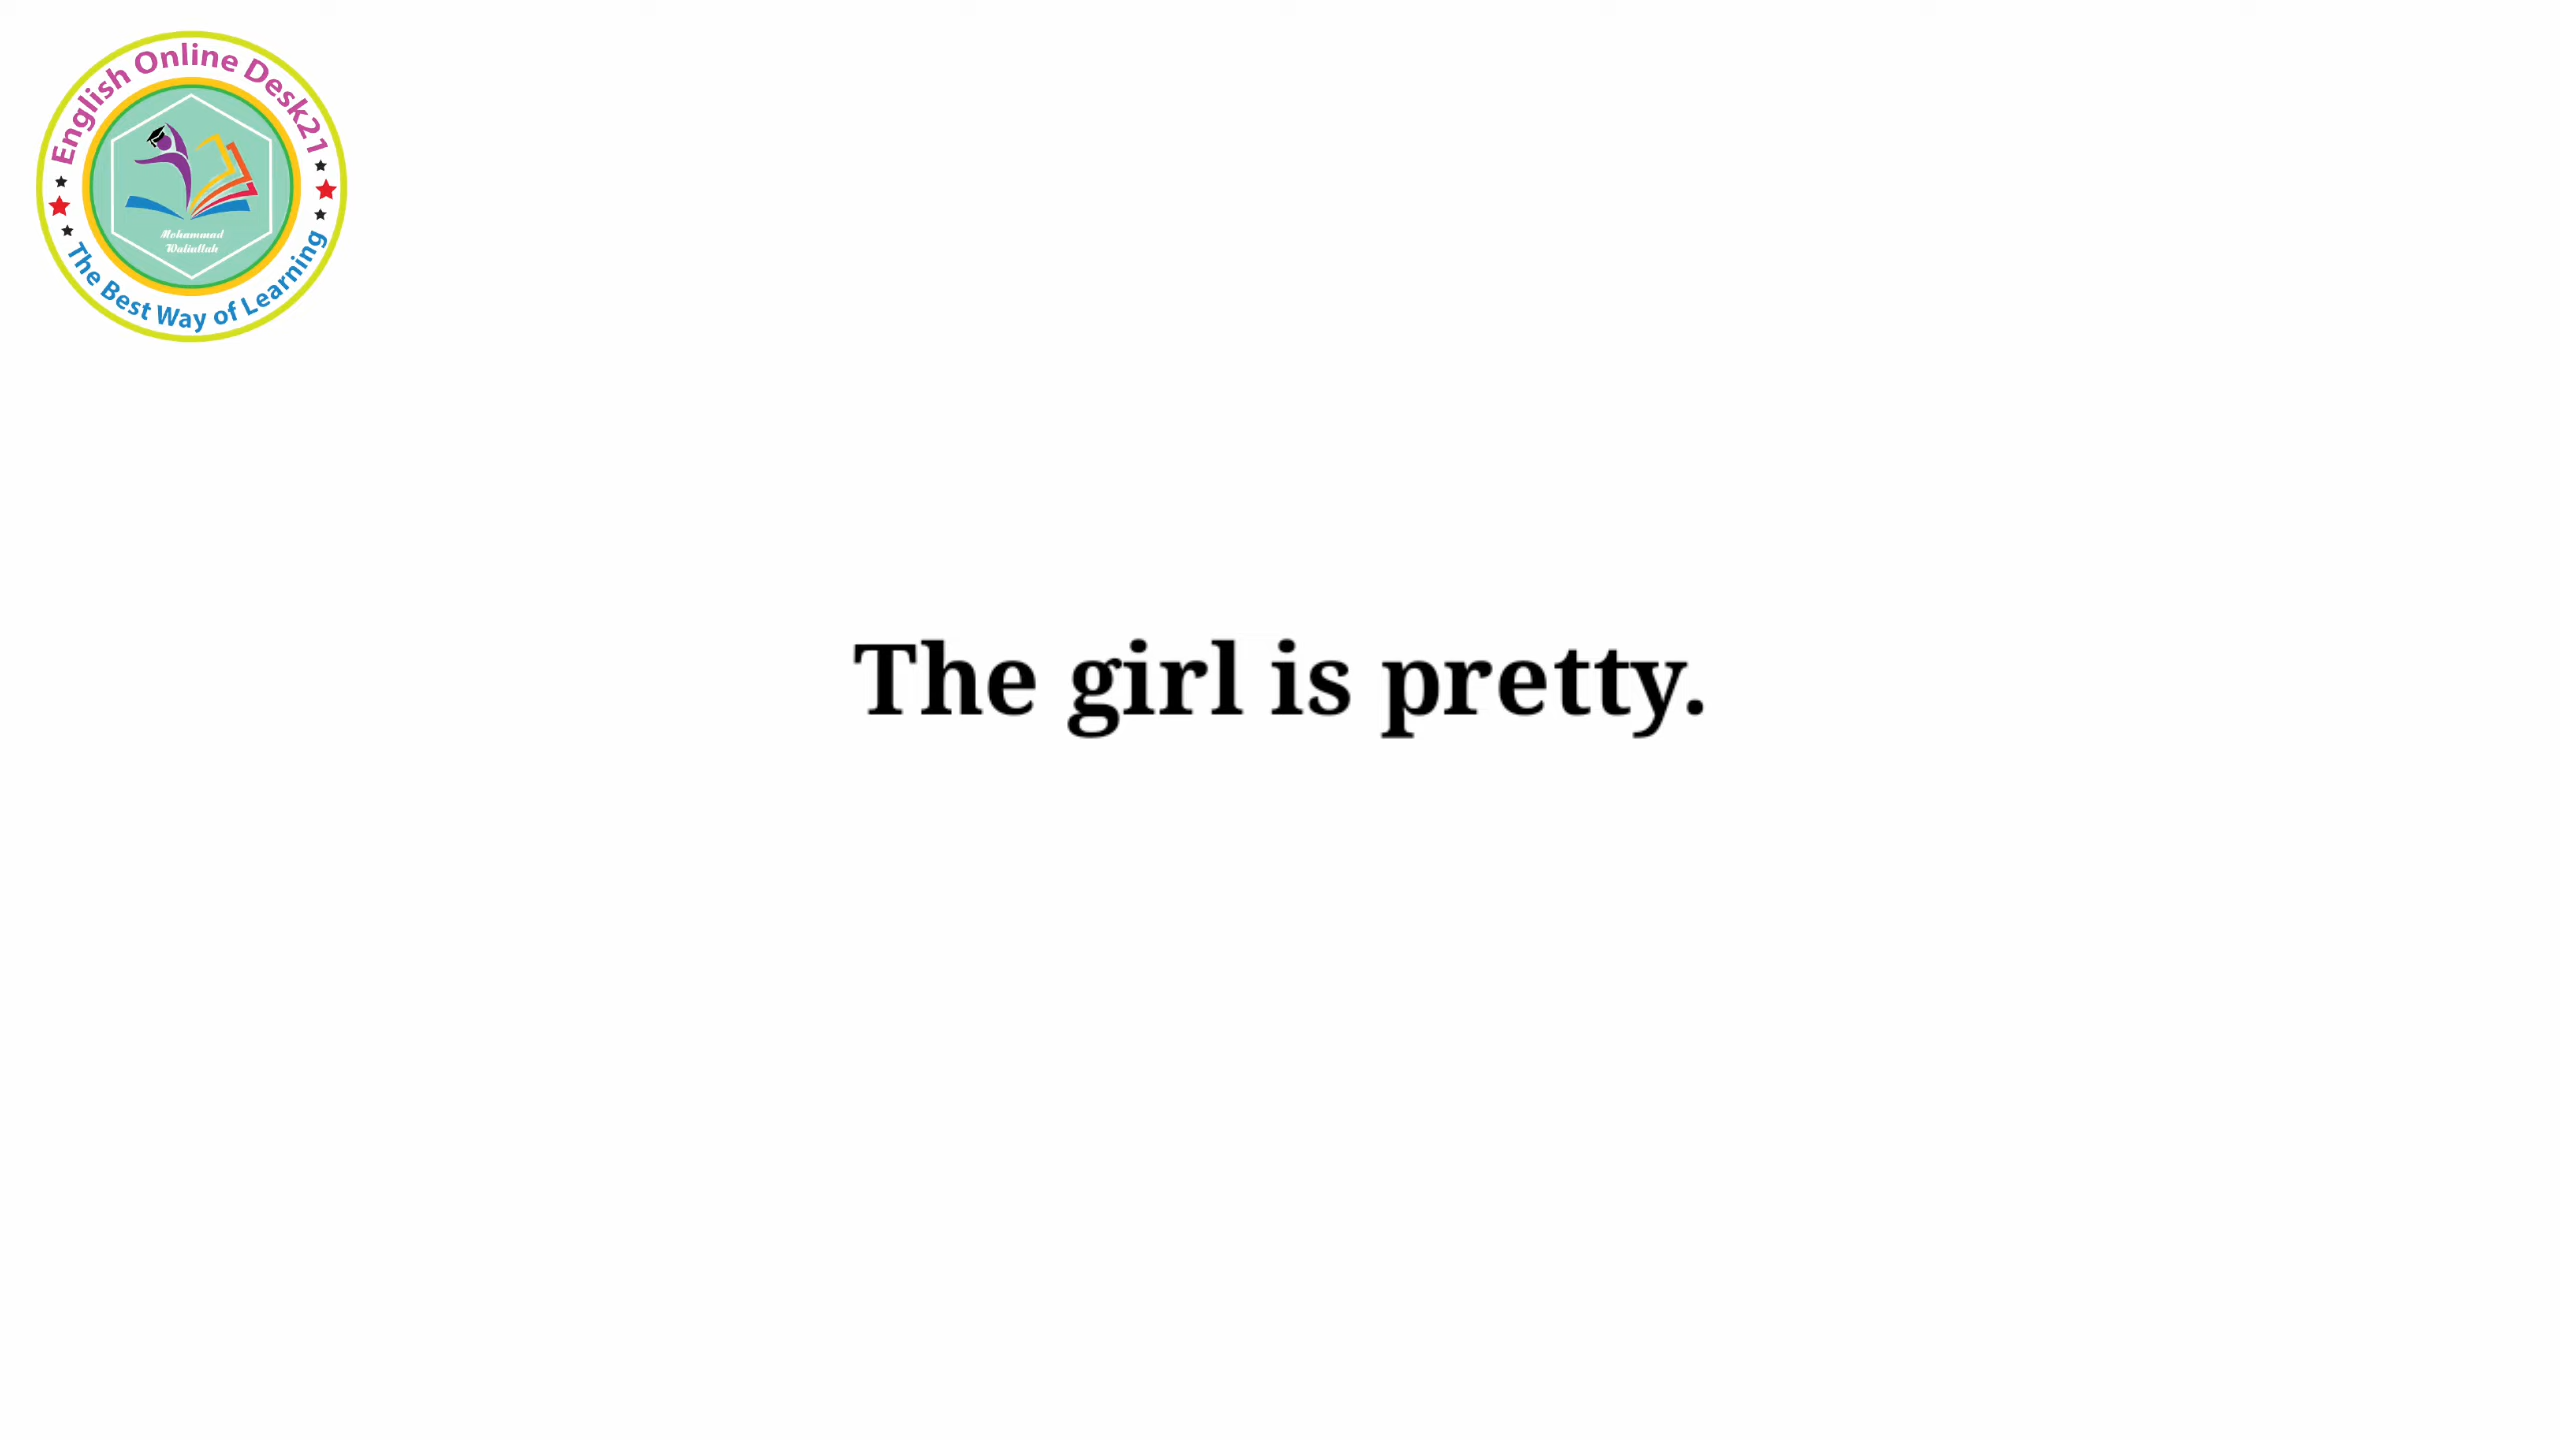 English Online Desk21
Mohammad
Waliullah
The Best Way of Learning
The girl is pretty.